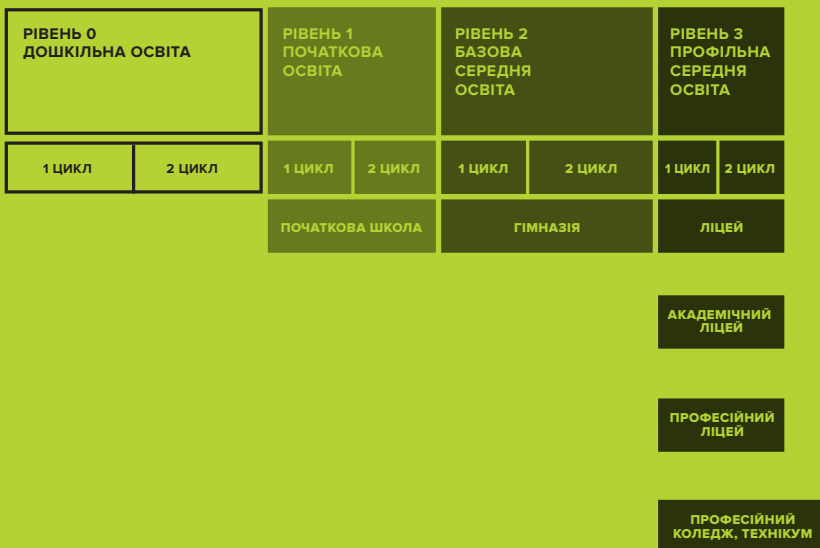 РІВЕНЬ 0
ДОШКІЛЬНА ОСВІТА
РІВЕНЬ 1
ПОЧАТКОВА
ОСВІТА
РІВЕНЬ 2
БАЗОВА
СЕРЕДНЯ
ОСВІТА
РІВЕНЬ 3
ПРОФІЛЬНА
СЕРЕДНЯ
ОСВІТА
1 ЦИКЛ
2 ЦИКЛ
1 ЦИКЛ
2 ЦИКЛ
1 ЦИКЛ
2 ЦИКЛ
1 ЦИКЛ
2 ЦИКЛ
ПОЧАТКОВА ШКОЛА
ГІМНАЗІЯ
ЛІЦЕЙ
АКАДЕМІЧНИЙ
ЛІЦЕЙ
ПРОФЕСІЙНИЙ
ЛІЦЕЙ
ПРОФЕСІЙНИЙ
КОЛЕДЖ, ТЕХНІКУМ